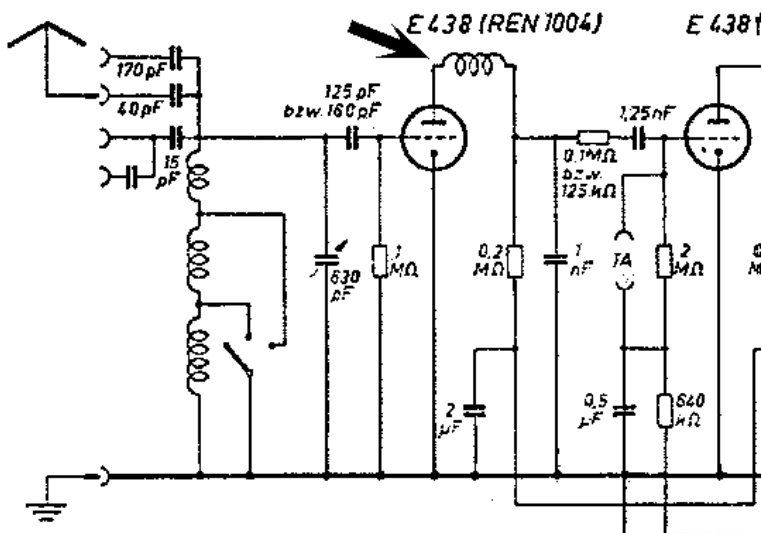 E 438 (REN 1004)
E 438
170 pF
40 pF
15
pF
125 pF
bzw. 160 pF
630
pF
1
MΩ
0,2
MΩ
1
nF
0,1MΩ
bzw.
125 kΩ
1,25 nF
TA
2
MΩ
2
µF
0,5
µF
640
kΩ